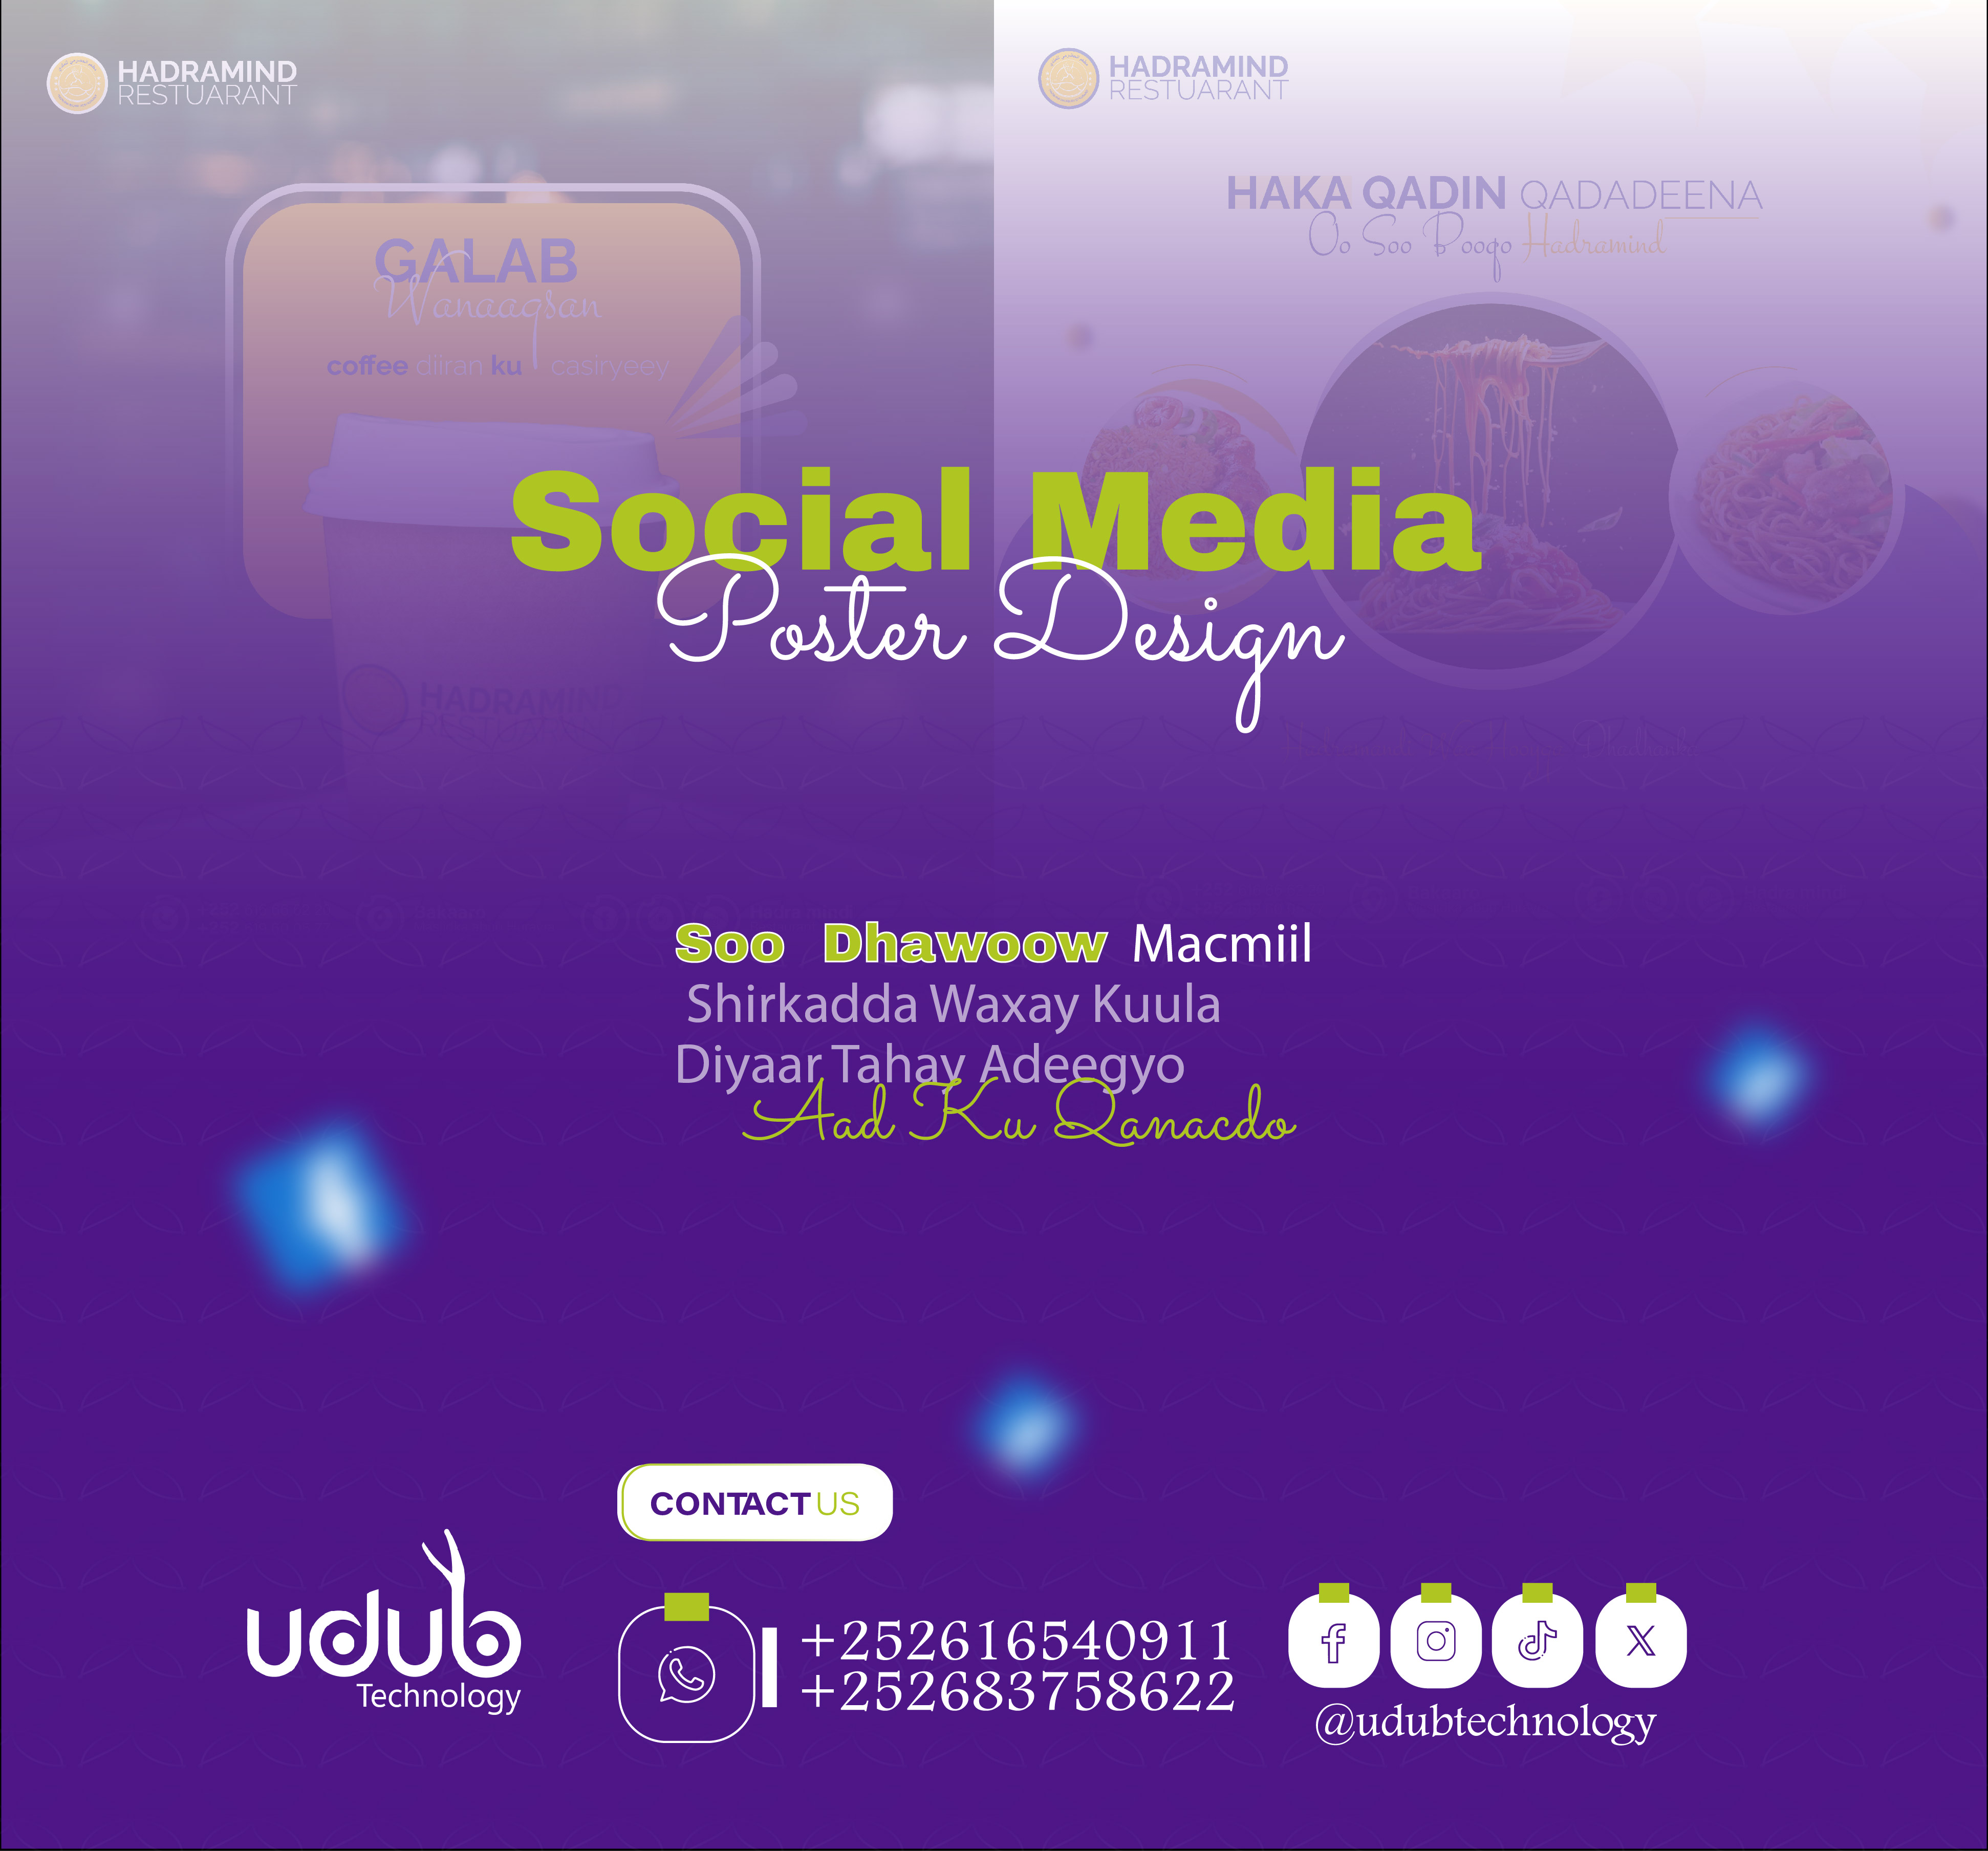 HADRAMIND
RESTUARANT
HADRAMIND
RESTUARANT
GALAB
Wanaaqsan
coffee diiran ku casiryeey
HAKA QADIN QADADEENA
Oo Soo Booqo Hadramind
Social Media
Poster Design
HADRAMIND
RESTUARANT
Soo Dhawoow Macmiil
Shirkadda Waxay Kuula
Diyaar Tahay Adeegyo
Aad Ku Qanacdo
CONTACT US
udub
Technology
+252616540911
+252683758622
@udubtechnology